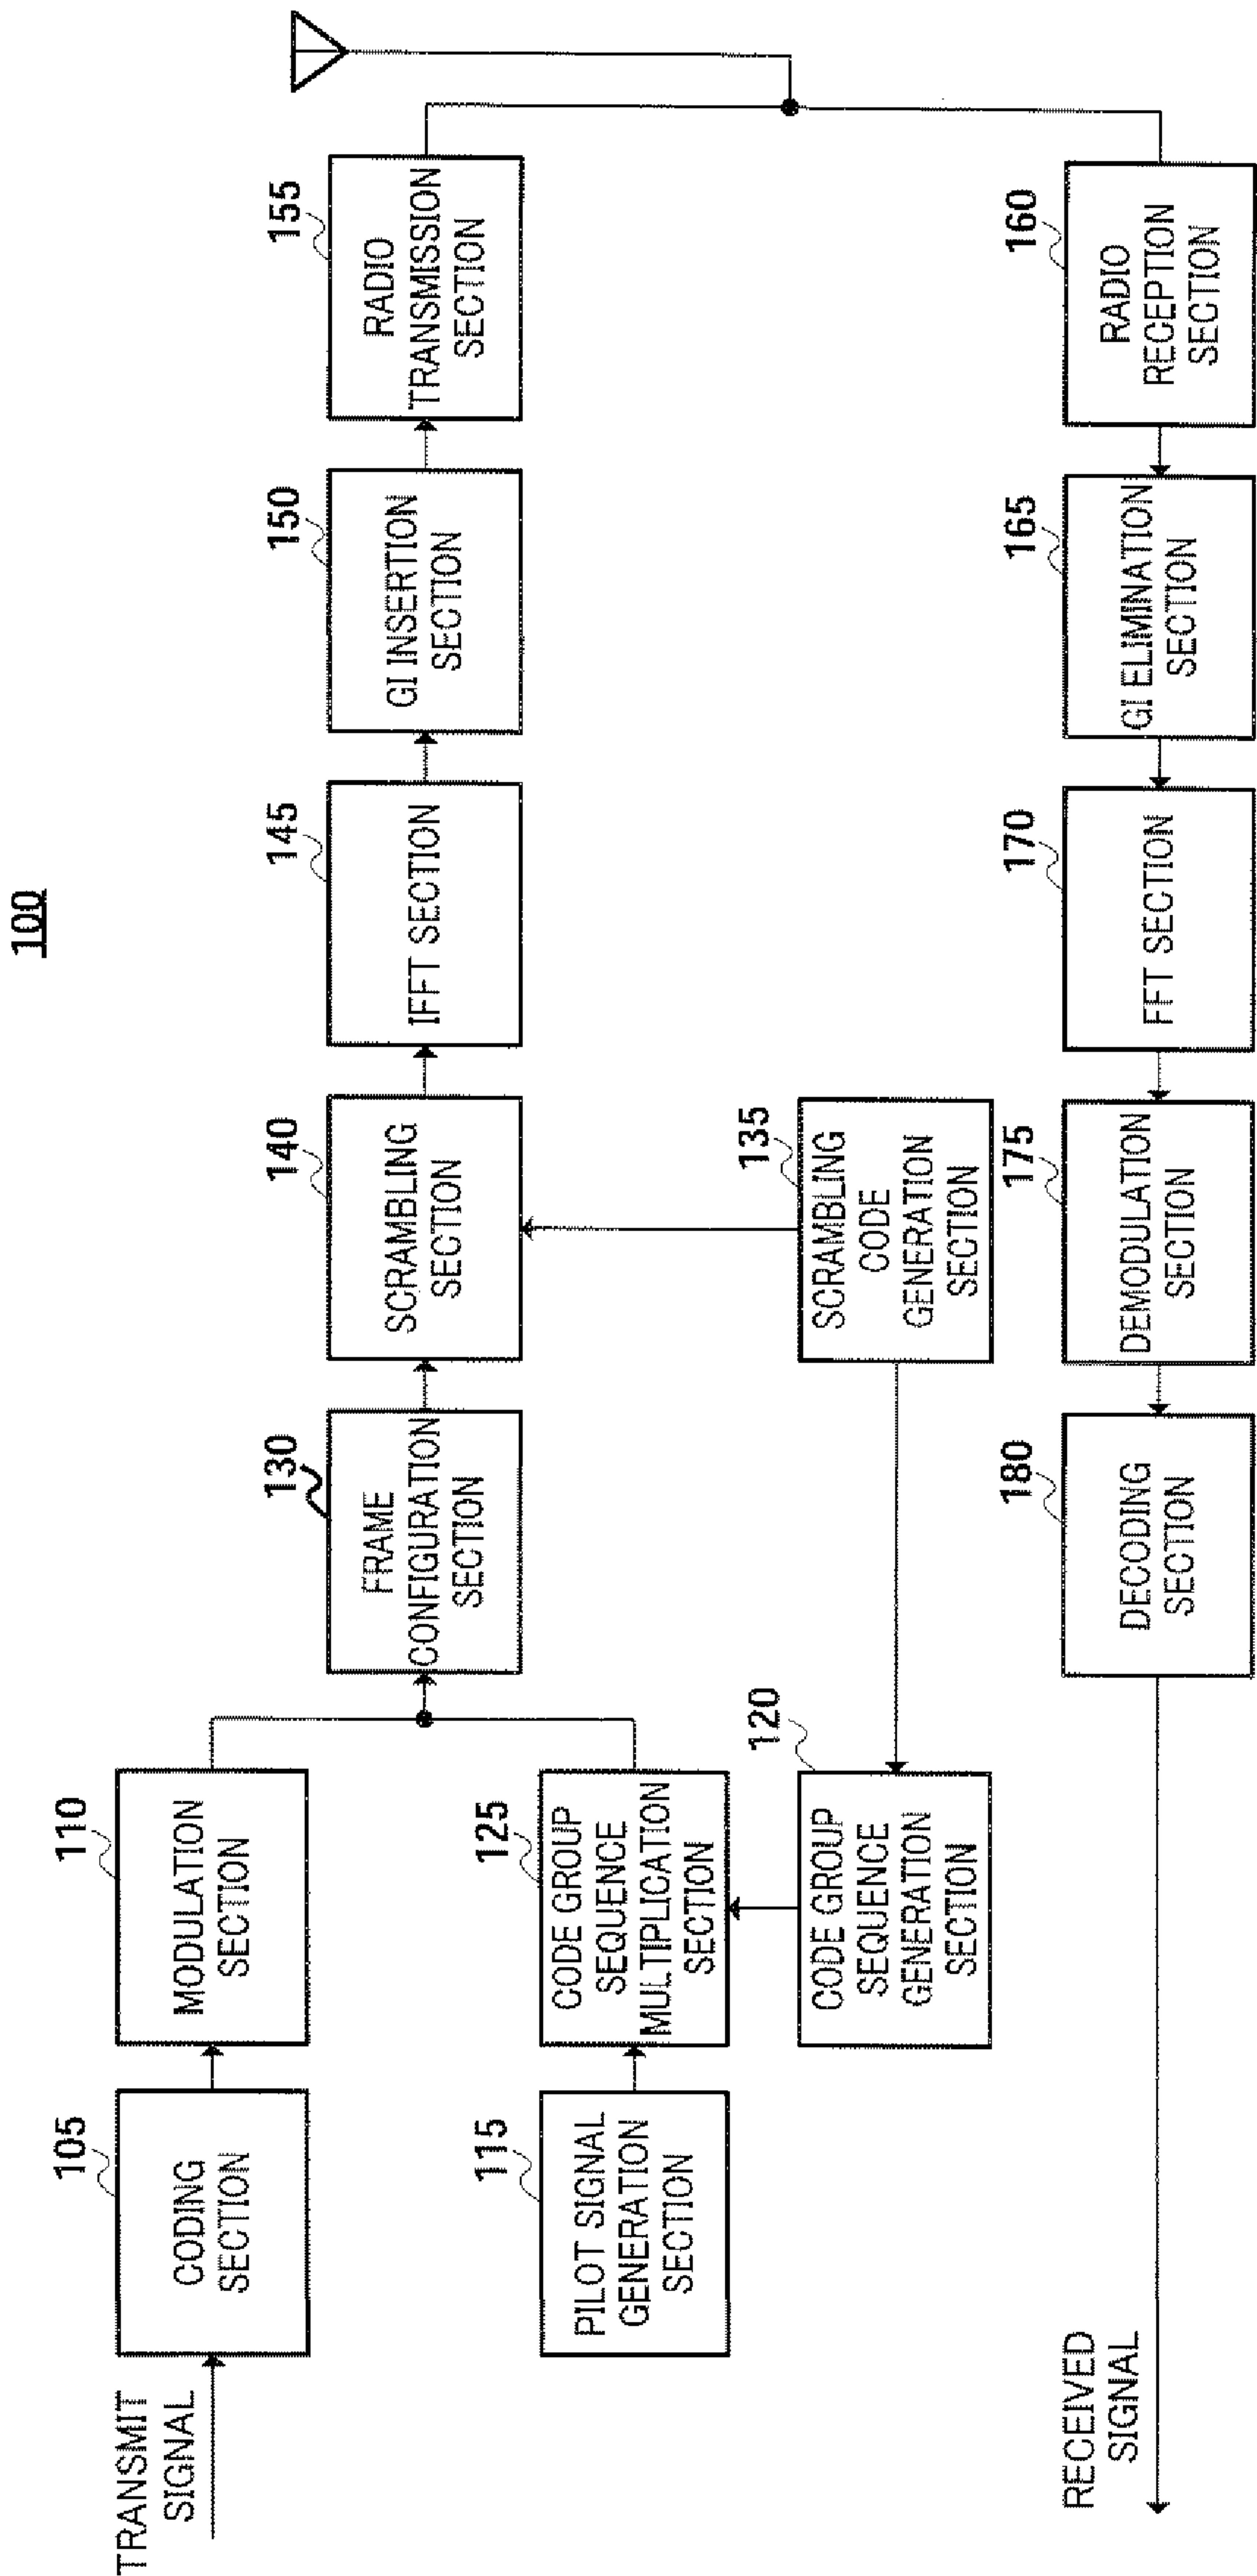 100
TRANSMIT
SIGNAL
105
CODING
SECTION
110
MODULATION
SECTION
115
PILOT SIGNAL
GENERATION
SECTION
125
CODE GROUP
SEQUENCE
MULTIPLICATION
SECTION
120
CODE GROUP
SEQUENCE
GENERATION
SECTION
130
FRAME
CONFIGURATION
SECTION
135
SCRAMBLING
CODE
GENERATION
SECTION
140
SCRAMBLING
SECTION
145
IFFT SECTION
150
GI INSERTION
SECTION
155
RADIO
TRANSMISSION
SECTION
160
RADIO
RECEPTION
SECTION
165
GI ELIMINATION
SECTION
170
FFT SECTION
175
DEMODULATION
SECTION
180
DECODING
SECTION
RECEIVED
SIGNAL